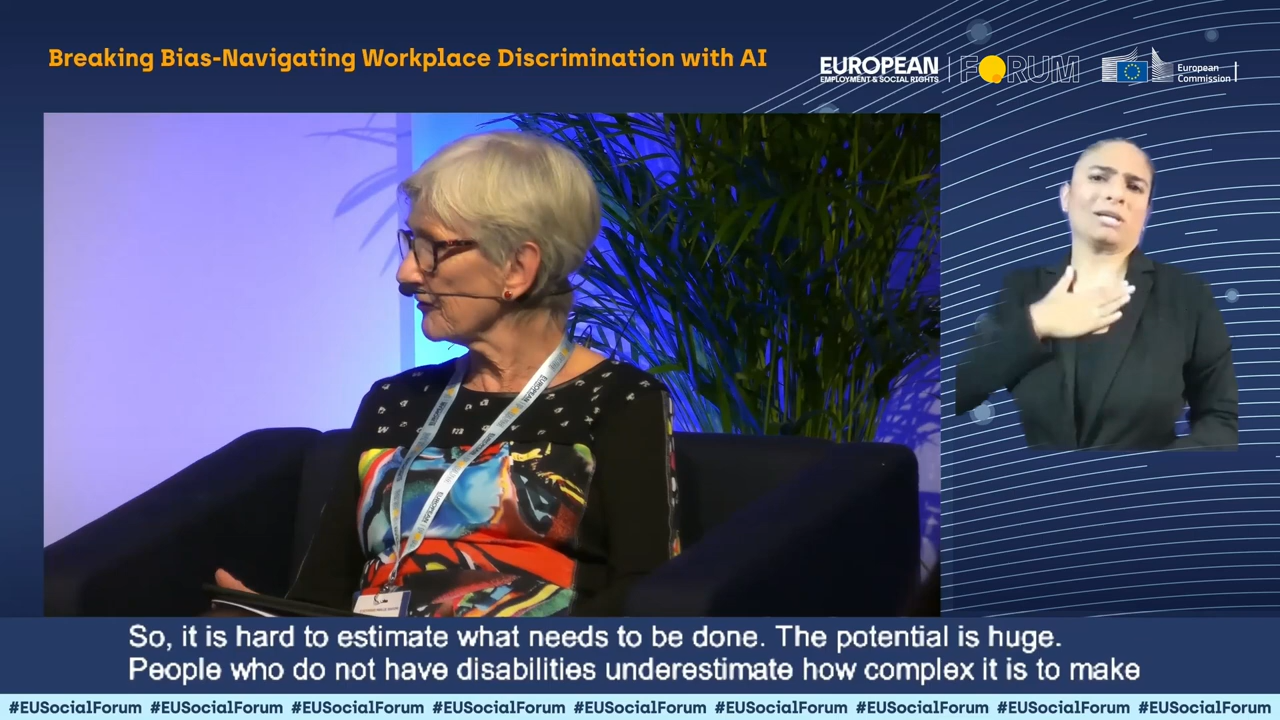 Breaking Bias-Navigating Workplace Discrimination with AI
EUROPEAN
EMPLOYMENT & SOCIAL RIGHTS
FORUM
European
Commission
EUROPEAN
EUROPEAN
So, it is hard to estimate what needs to be done. The potential is huge.
People who do not have disabilities underestimate how complex it is to make
#EUSocialForum #EUSocialForum #EUSocialForum #EUSocialForum #EUSocialForum #EUSocialForum #EUSocialForum #EUSocialForum #EUSocialForum